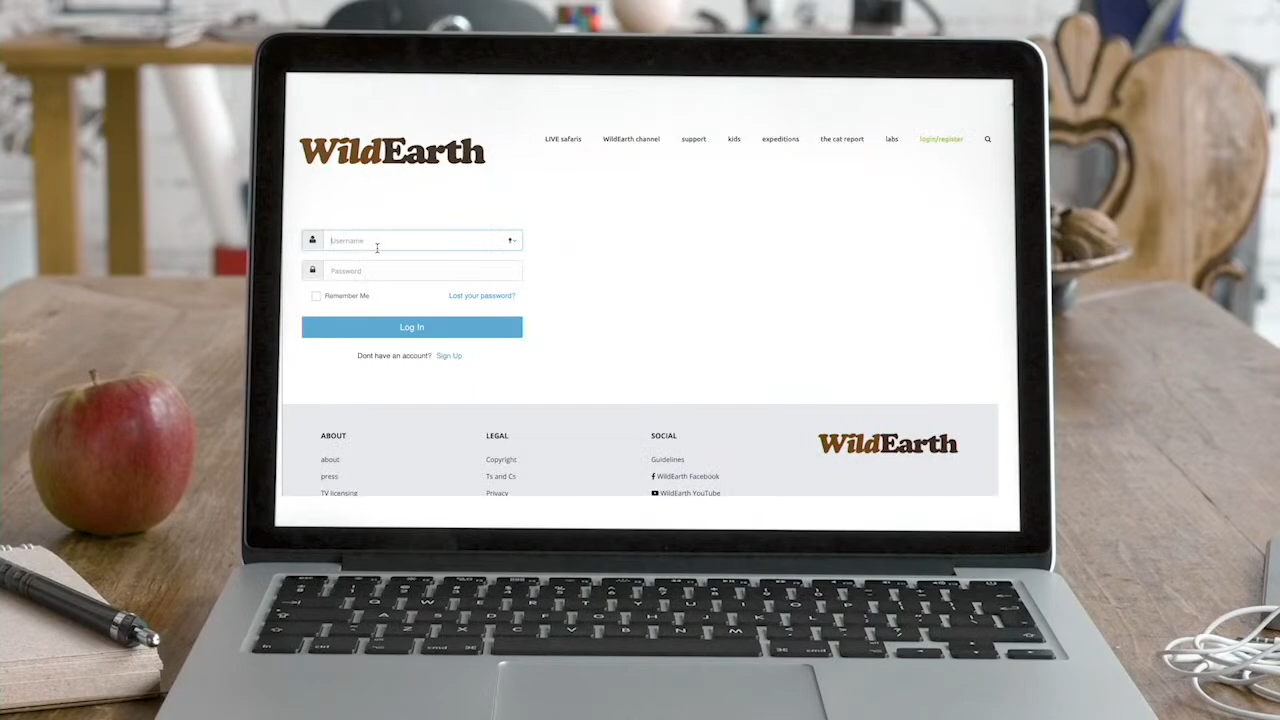 WildEarth
LIVE safaris WildEarth channel support kids expeditions the cat report labs login/register
Username
Password
Remember Me Lost your password?
Log In
Dont have an account? Sign Up
ABOUT LEGAL SOCIAL WildEarth
about Copyright Guidelines
press Ts and Cs WildEarth Facebook
TV licensing Privacy WildEarth YouTube